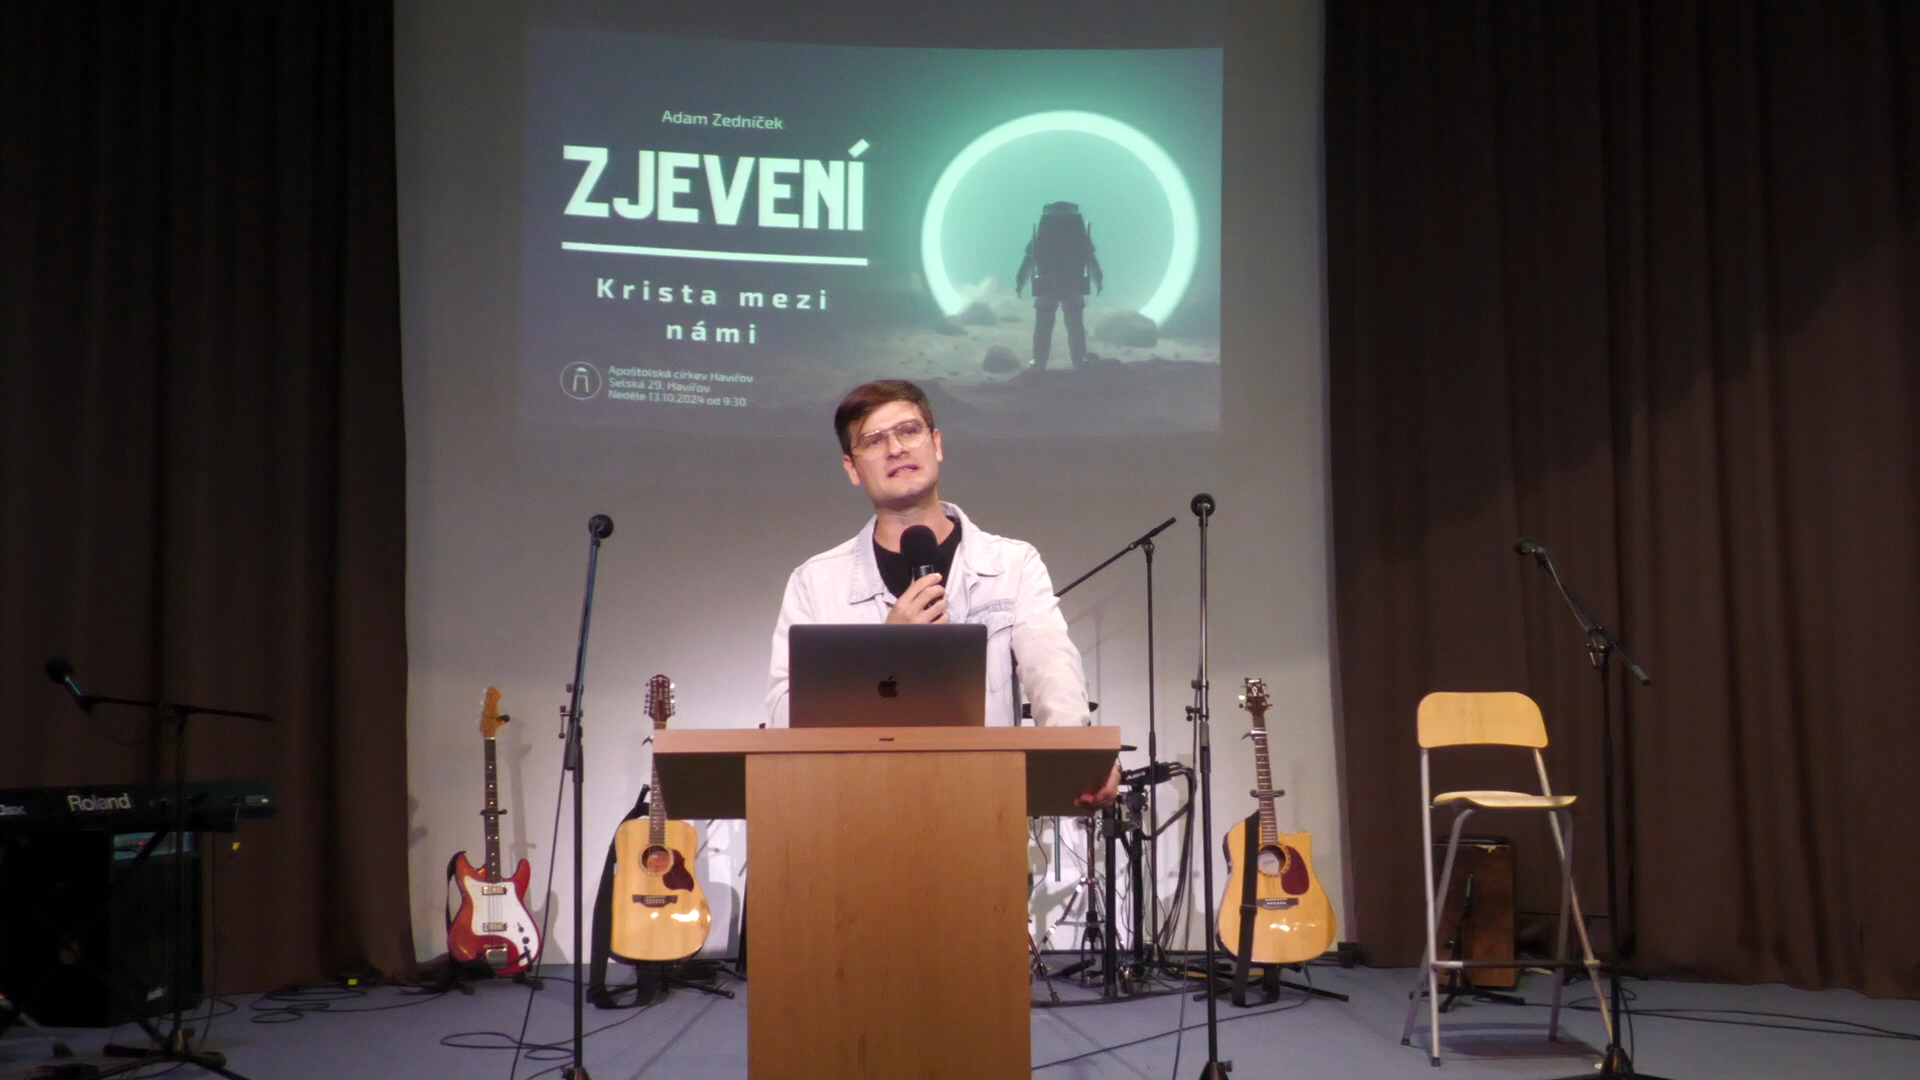 Adam Zedníček
ZJEVENÍ
Krista mezi
námi
Apoštolská církev Havířov
Selská 29, Havířov
Neděle 13.10.2024 od 9:30
Roland